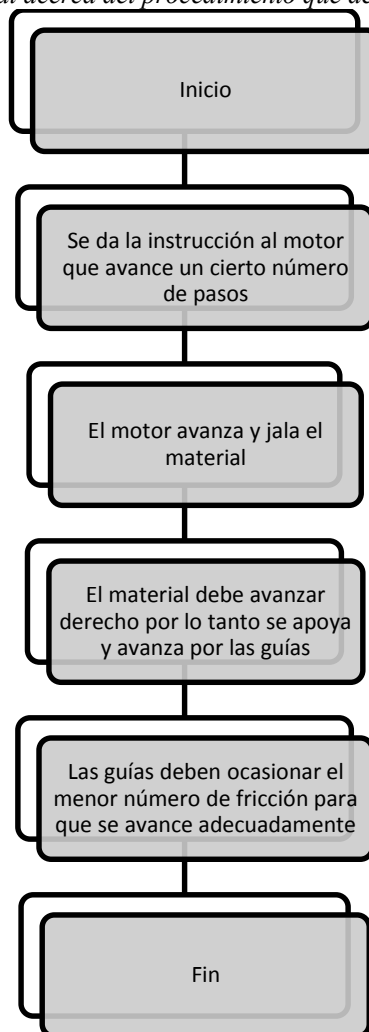 acerca del procedimiento que
Inicio
Se da la instrucción al motor
que avance un cierto número
de pasos
El motor avanza y jala el
material
El material debe avanzar
derecho por lo tanto se apoya
y avanza por las guías
Las guías deben ocasionar el
menor número de fricción para
que se avance adecuadamente
Fin